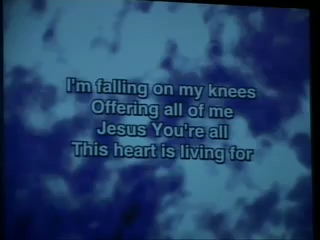 I'm falling on my knees
Offering all of me
Jesus You're all
This heart is living for